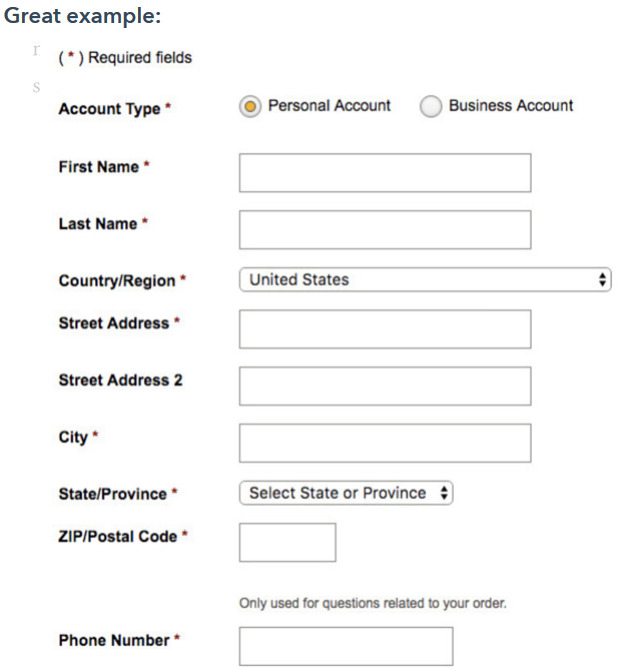 Great example:
r
( * ) Required fields
s
Account Type * Personal Account Business Account
First Name *
Last Name *
Country/Region * United States
Street Address *
Street Address 2
City *
State/Province * Select State or Province
ZIP/Postal Code *
Only used for questions related to your order.
Phone Number *